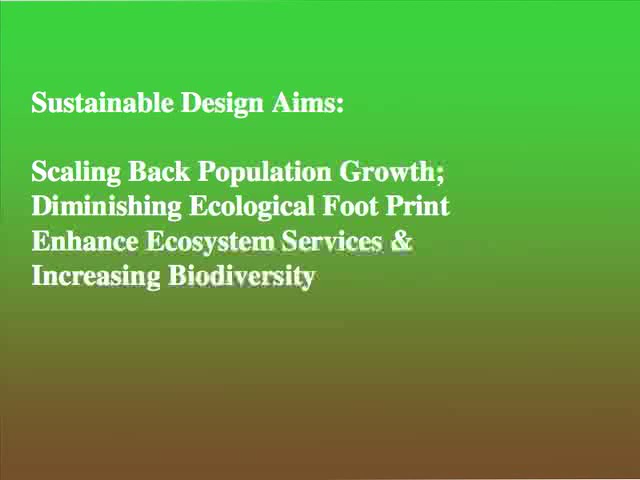 Sustainable Design Aims:
Scaling Back Population Growth;
Diminishing Ecological Foot Print
Enhance Ecosystem Services &
Increasing Biodiversity